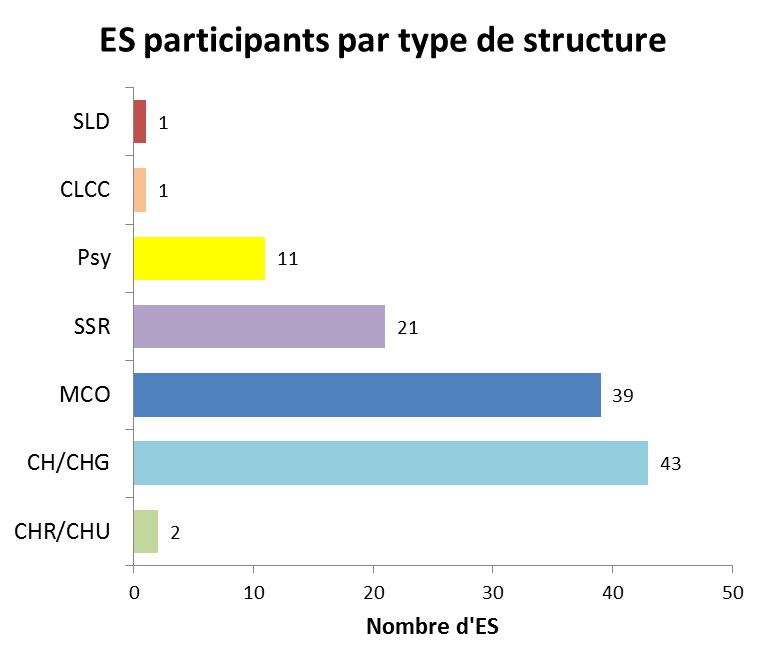 ES participants par type de structure
SLD 1
CLCC 1
Psy 11
SSR 21
MCO 39
CH/CHG 43
CHR/CHU 2
0 10 20 30 40 50
Nombre d'ES